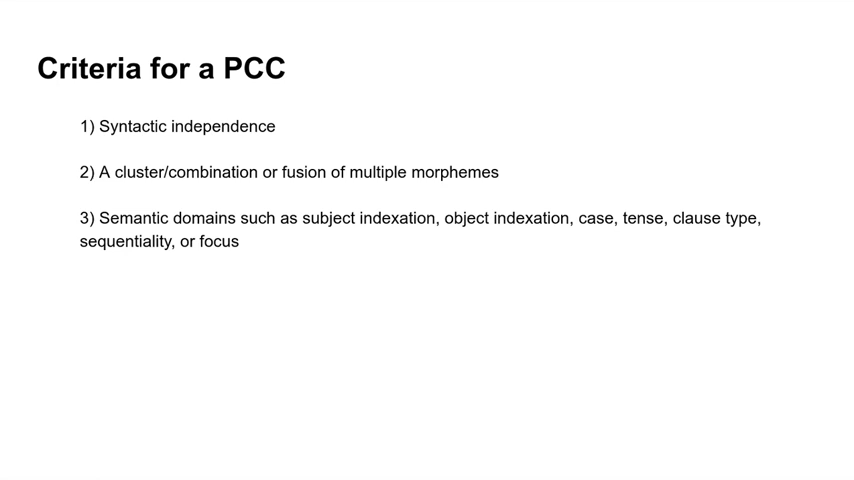 Criteria for a PCC
1) Syntactic independence
2) A cluster/combination or fusion of multiple morphemes
3) Semantic domains such as subject indexation, object indexation, case, tense, clause type,
sequentiality, or focus